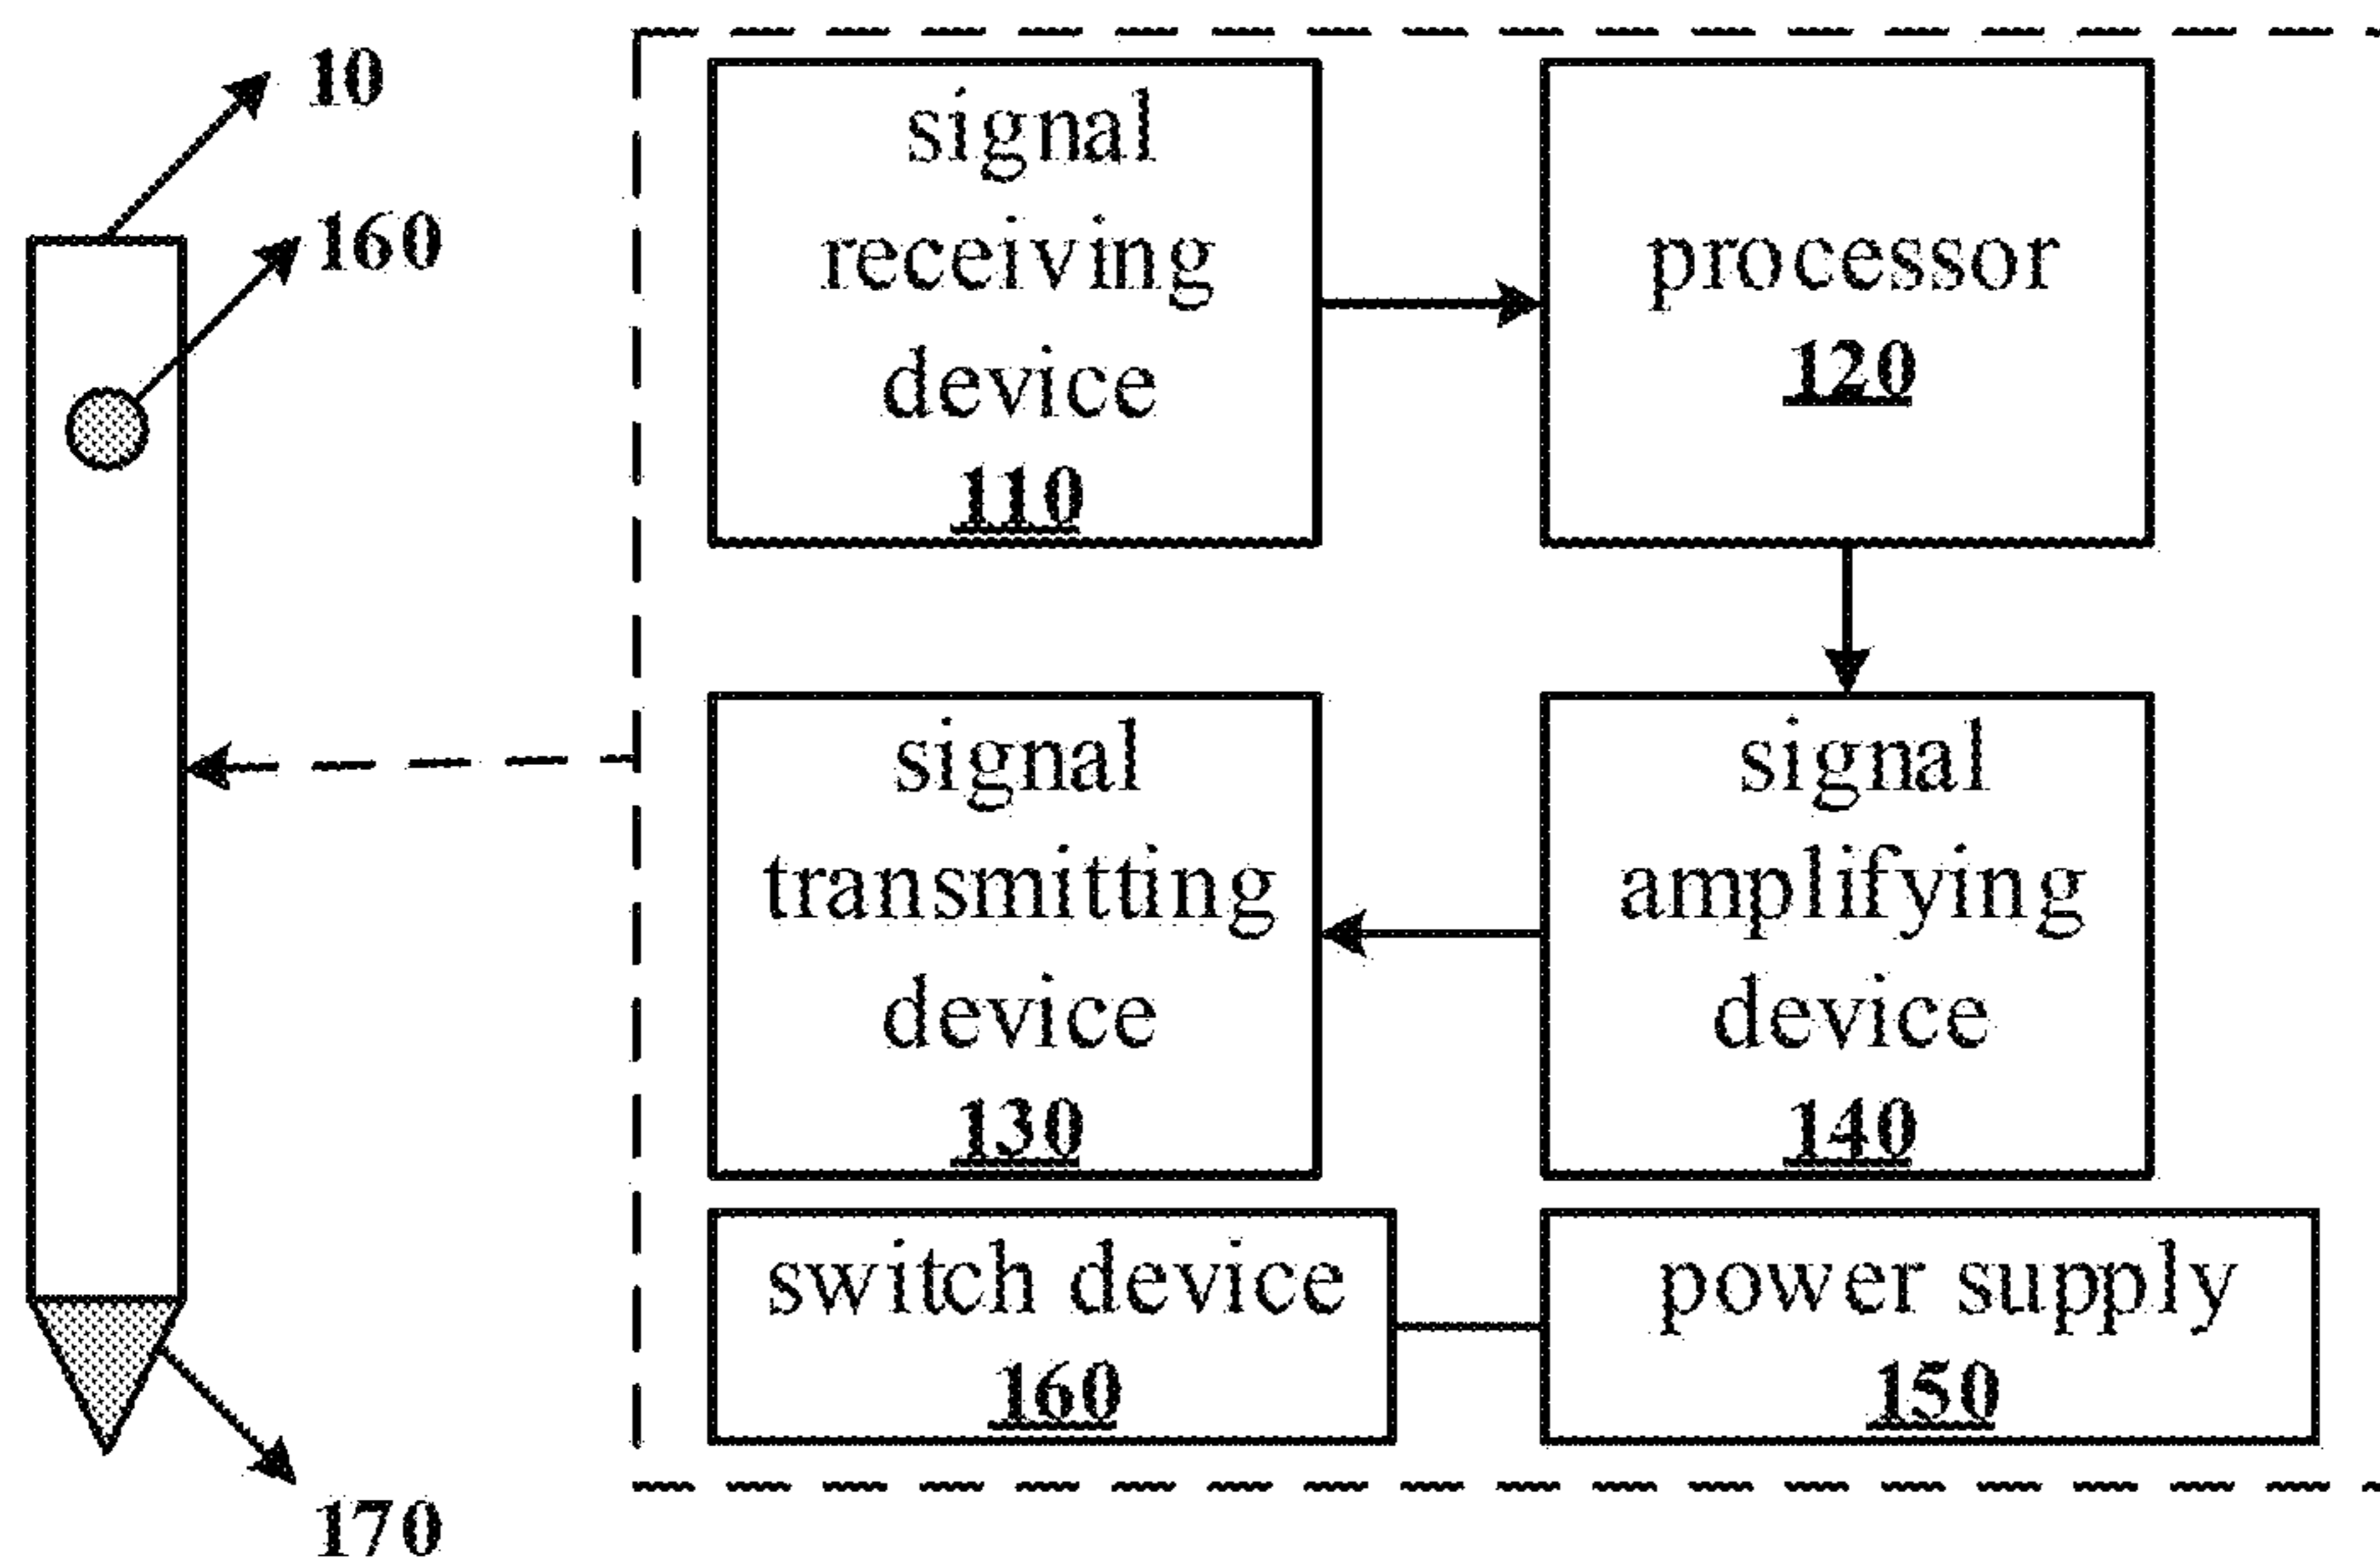 10
160
170
signal
receiving
device
110
processor
120
signal
transmitting
device
130
signal
amplifying
device
140
switch device
160
power supply
150